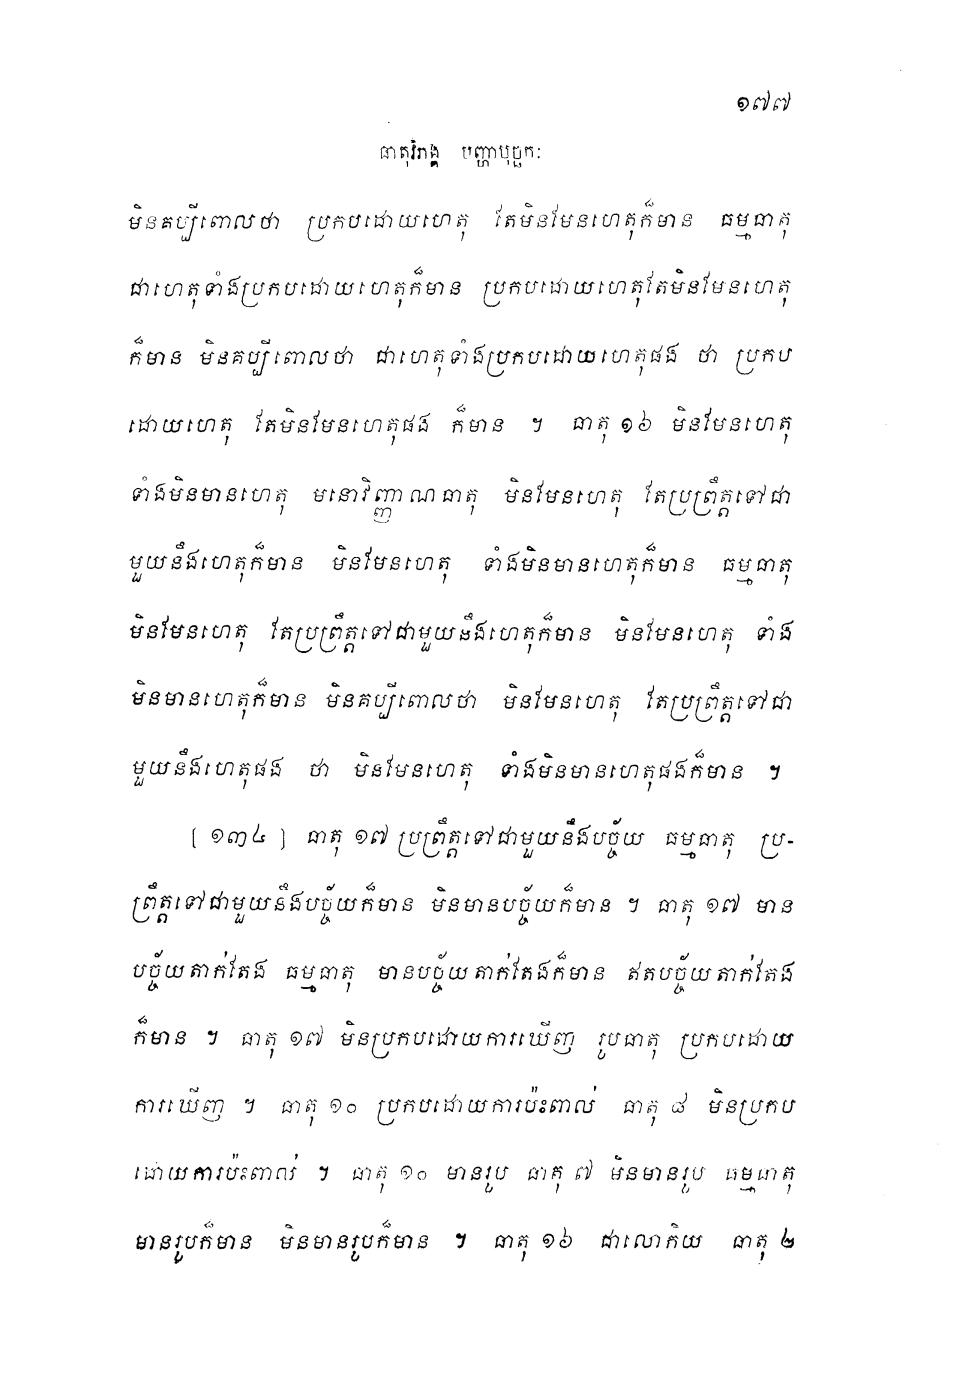 ១៧៧
ធាតុវិភង្គ បញ្ហាបុច្ឆកៈ
មិនគប្បីពោលថា ប្រកបដោយហេតុ តែមិនមែនហេតុក៏មាន ធម្មធាតុ
ជាហេតុទាំងប្រកបដោយហេតុក៏មាន ប្រកបដោយហេតុតែមិនមែនហេតុ
ក៏មាន មិនគប្បីពោលថា ជាហេតុទាំងប្រកបដោយហេតុផង ថា ប្រកប
ដោយហេតុ តែមិនមែនហេតុផង ក៏មាន ។ ធាតុ ១៦ មិនមែនហេតុ
ទាំងមិនមានហេតុ មនោវិញ្ញាណធាតុ មិនមែនហេតុ តែប្រព្រឹត្តទៅជា
មួយនឹងហេតុក៏មាន មិនមែនហេតុ ទាំងមិនមានហេតុក៏មាន ធម្មធាតុ
មិនមែនហេតុ តែប្រព្រឹត្តទៅជាមួយនឹងហេតុក៏មាន មិនមែនហេតុ ទាំង
មិនមានហេតុក៏មាន មិនគប្បីពោលថា មិនមែនហេតុ តែប្រព្រឹត្តទៅជា
មួយនឹងហេតុផង ថា មិនមែនហេតុ ទាំងមិនមានហេតុផងក៏មាន ។
[ ១៣៤ ] ធាតុ ១៧ ប្រព្រឹត្តទៅជាមួយនឹងបច្ច័យ ធម្មធាតុ ប្រ-
ព្រឹត្តទៅជាមួយនឹងបច្ច័យក៏មាន មិនមានបច្ច័យក៏មាន ។ ធាតុ ១៧ មាន
បច្ច័យតាក់តែង ធម្មធាតុ មានបច្ច័យតាក់តែងក៏មាន ឥតបច្ច័យតាក់តែង
ក៏មាន ។ ធាតុ ១៧ មិនប្រកបដោយការឃើញ រូបធាតុ ប្រកបដោយ
ការឃើញ ។ ធាតុ ១០ ប្រកបដោយការប៉ះពាល់ ធាតុ ៨ មិនប្រកប
ដោយការប៉ះពាល់ ។ ធាតុ ១០ មានរូប ធាតុ ៧ មិនមានរូប ធម្មធាតុ
មានរូបក៏មាន មិនមានរូបក៏មាន ។ ធាតុ ១៦ ជាលោកិយ ធាតុ ២